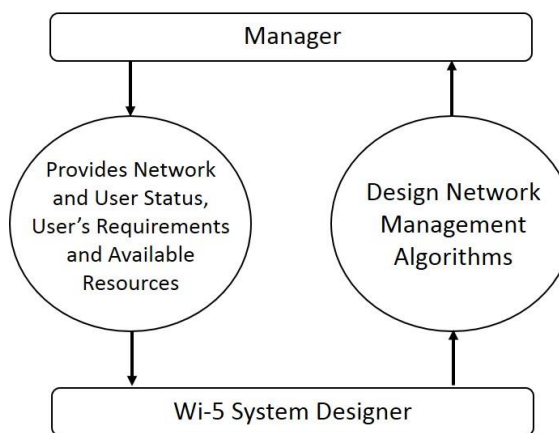 Manager
Provides Network
and User Status,
User's Requirements
and Available
Resources
Design Network
Management
Algorithms
Wi-5 System Designer